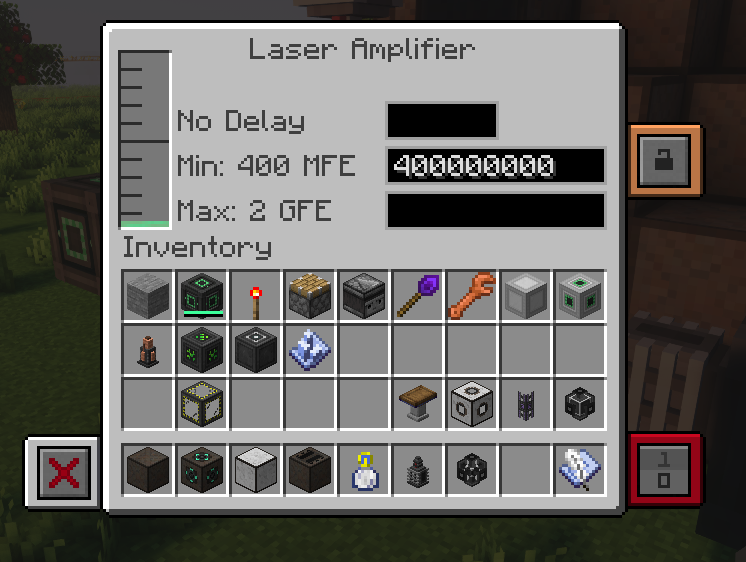 Laser Amplifier
No Delay
Min: 400 MFE 400000000
Max: 2 GFE
Inventory
1
0